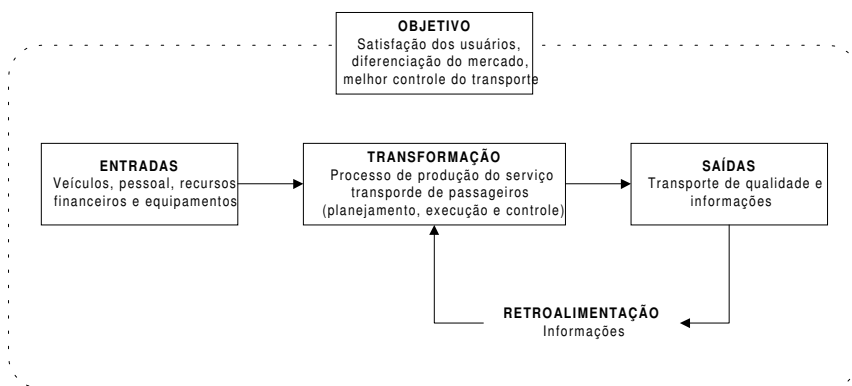 OBJETIVO
Satisfação dos usuários,
diferenciação do mercado,
melhor controle do transporte
ENTRADAS
Veículos, pessoal, recursos
financeiros e equipamentos
TRANSFORMAÇÃO
Processo de produção do serviço
transporde de passageiros
(planejamento, execução e controle)
SAÍDAS
Transporte de qualidade e
informações
RETROALIMENTAÇÃO
Informações